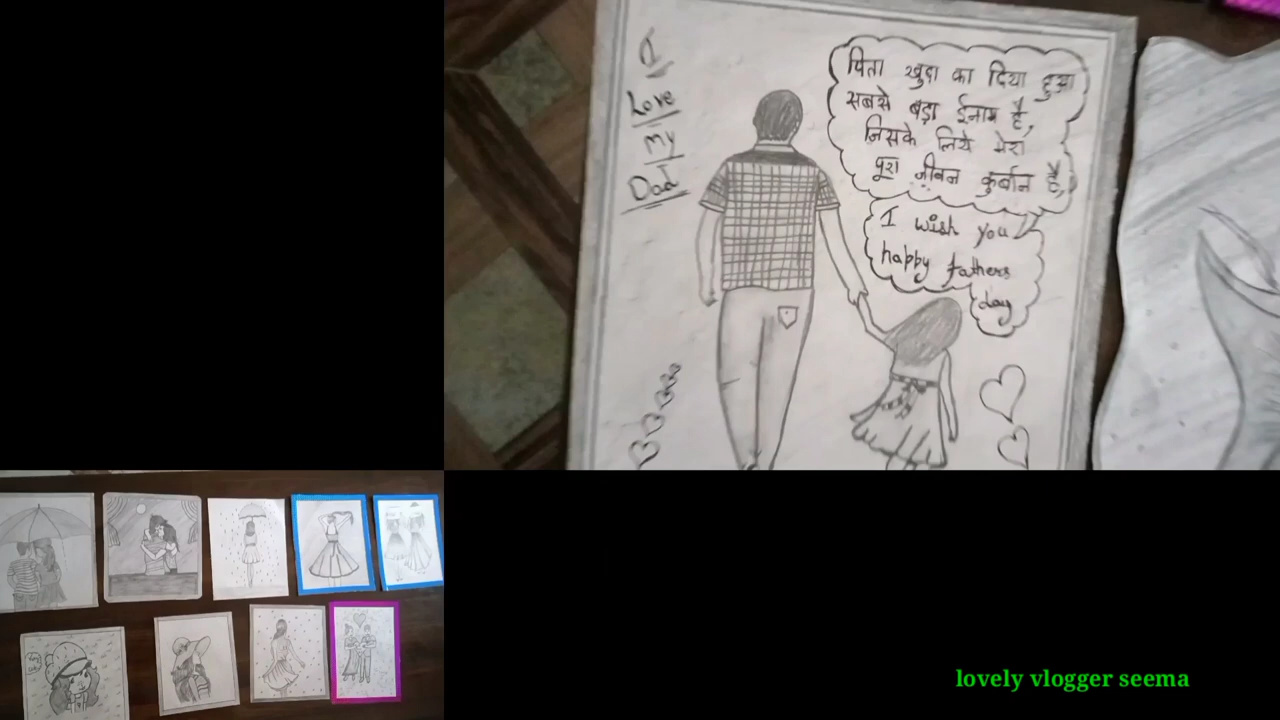 I
Love
my
Dad
पिता खुदा का दिया हुआ
सबसे बड़ा ईनाम है,
जिसके लिये मेरा
पूरा जीवन कुर्बान है,
I wish you
happy fathers
day
lovely vlogger seema